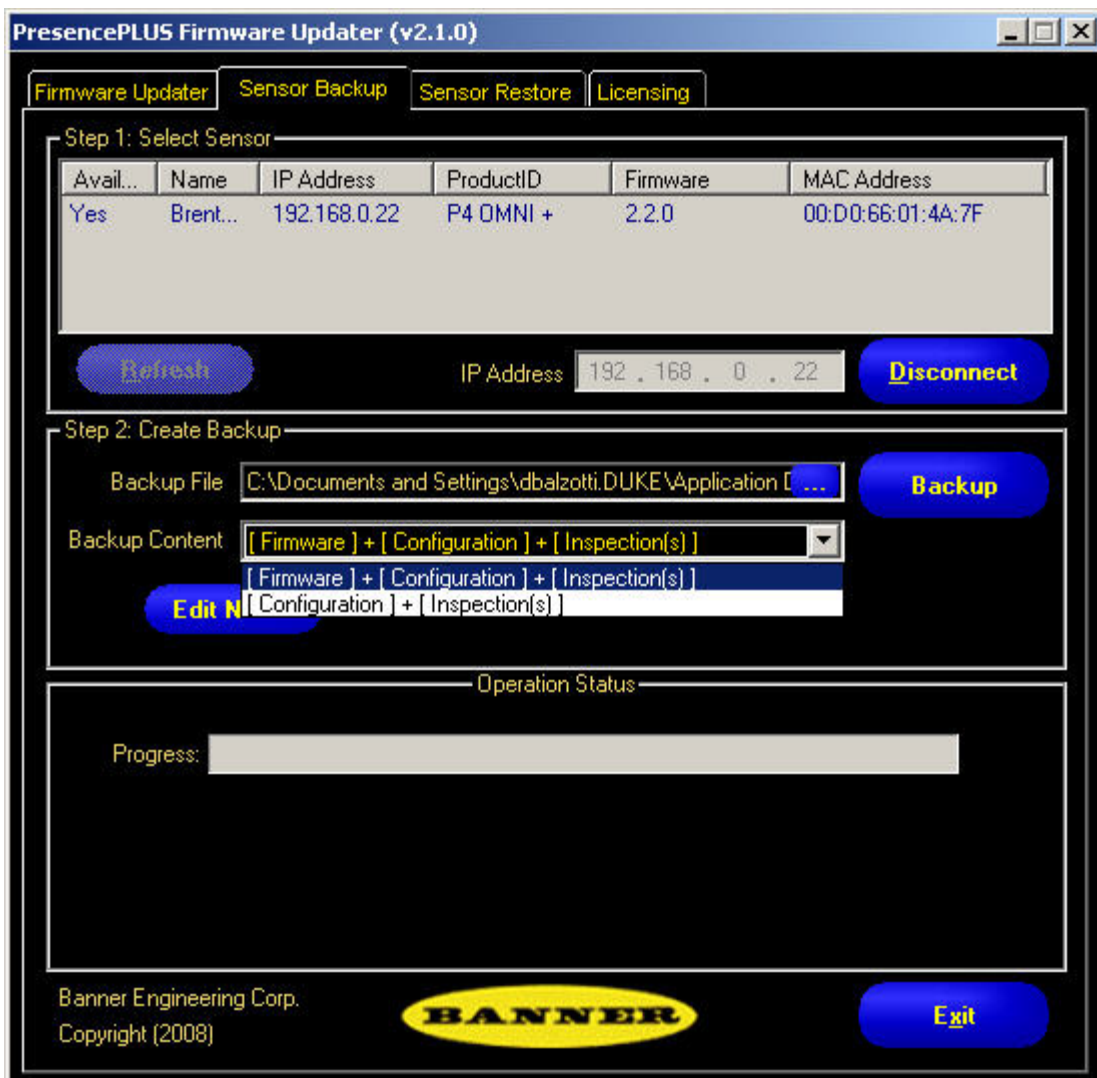 PresencePLUS Firmware Updater (v2.1.0)
Firmware Updater Sensor Backup Sensor Restore Licensing
Step 1: Select Sensor
Avail... Name IP Address ProductID Firmware MAC Address
Yes Brent... 192.168.0.22 P4 OMNI + 2.2.0 00:D0:66:01:4A:7F
Refresh IP Address 192 . 168 . 0 . 22 Disconnect
Step 2: Create Backup
Backup File C:\Documents and Settings\dbalzotti.DUKE\Application D ... Backup
Backup Content [ Firmware ] + [ Configuration ] + [ Inspection(s) ]
[ Firmware ] + [ Configuration ] + [ Inspection(s) ]
Edit N [ Configuration ] + [ Inspection(s) ]
Operation Status
Progress:
Banner Engineering Corp.
Copyright (2008)
BANNER
Exit